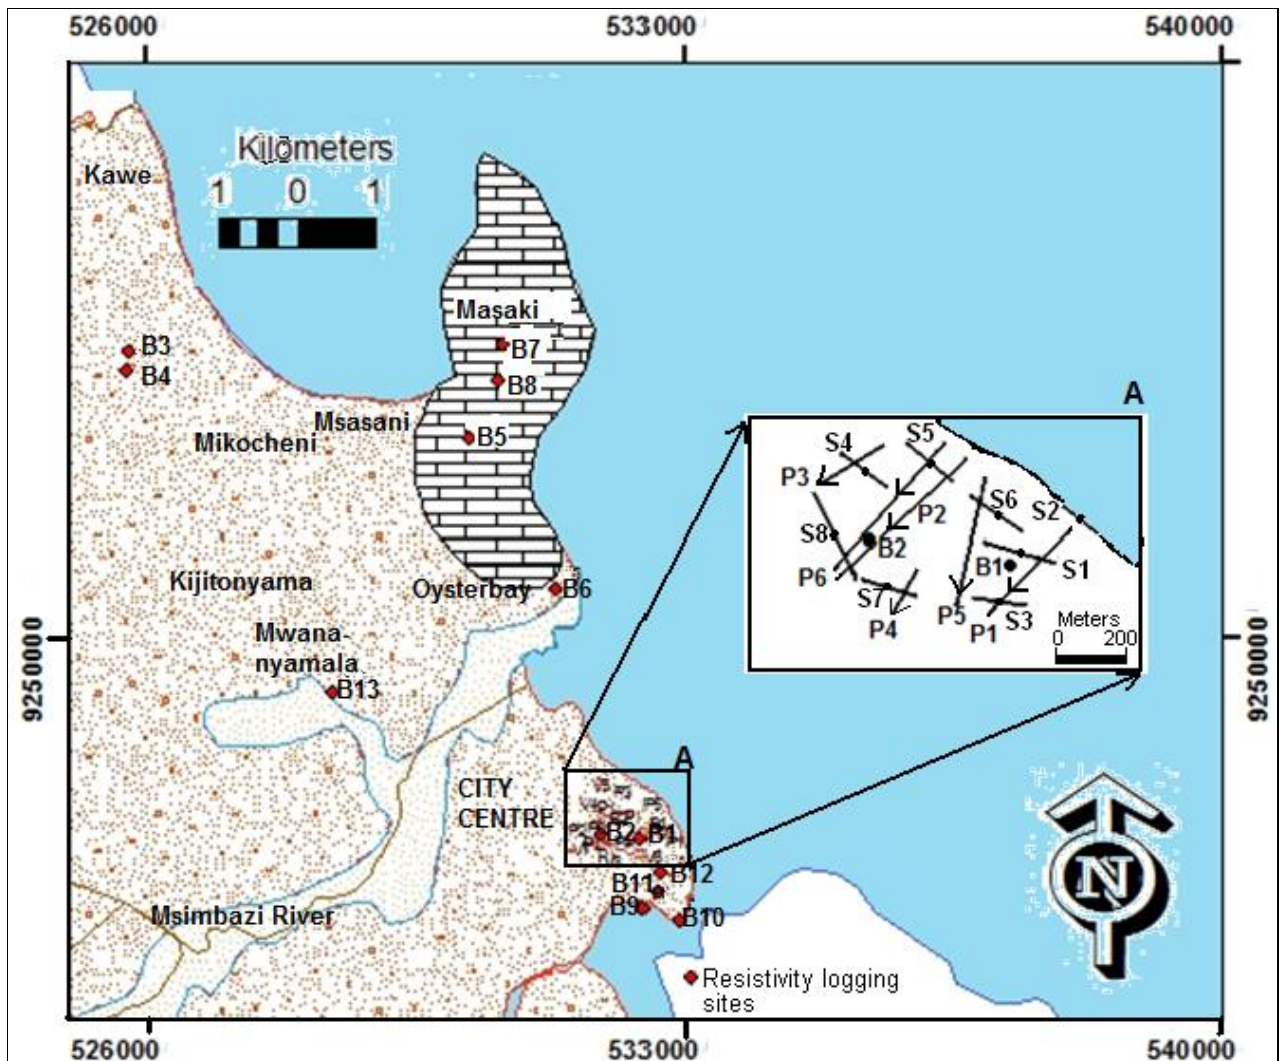 526000
533000
540000
Kilometers
1 0 1
Kawe
Masaki
B3
B4
B7
B8
B5
Msasani
Mikocheni
A
S4
S5
P3
S6
S2
P2
S8
B2
S1
B1
P6
S7
P5
S3
P4
P1
Meters
0 200
Kijitonyama
Oysterbay
B6
Mwana-
nyamala
B13
9250000
9250000
A
CITY
CENTRE
B2
B1
B12
B11
B9
B10
Msimbazi River
N
Resistivity logging
sites
526000
533000
540000